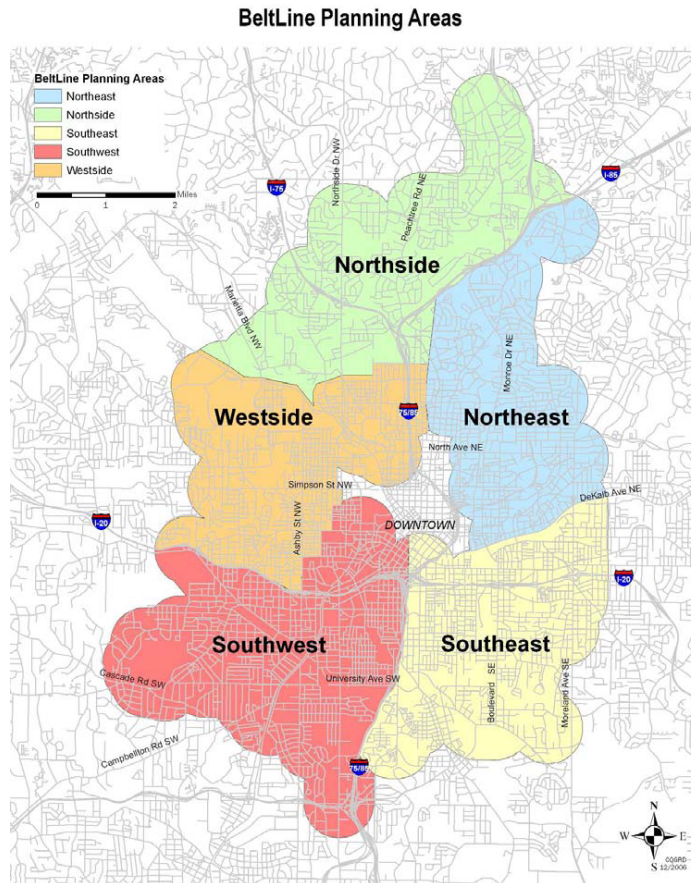 BeltLine Planning Areas
BeltLine Planning Areas
Northeast
Northside
Southeast
Southwest
Westside
Miles
0 1 2
I-75
Northside Dr NW
Peachtree Rd NE
I-85
Northside
Marietta Blvd NW
Monroe Dr NE
Westside
75/85
Northeast
North Ave NE
Simpson St NW
DeKalb Ave NE
I-20
Ashby St NW
DOWNTOWN
I-20
Southwest
Southeast
Cascade Rd SW
University Ave SW
Boulevard SE
Moreland Ave SE
Campbellton Rd SW
75/85
N
W E
S
CQGRD
12/2006